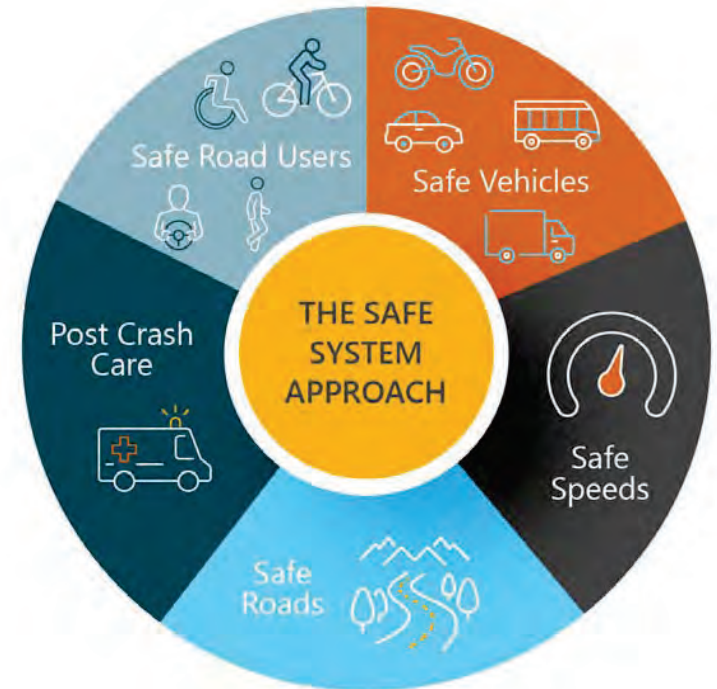 THE SAFE
SYSTEM
APPROACH
Safe Road Users
Safe Vehicles
Safe
Speeds
Safe
Roads
Post Crash
Care